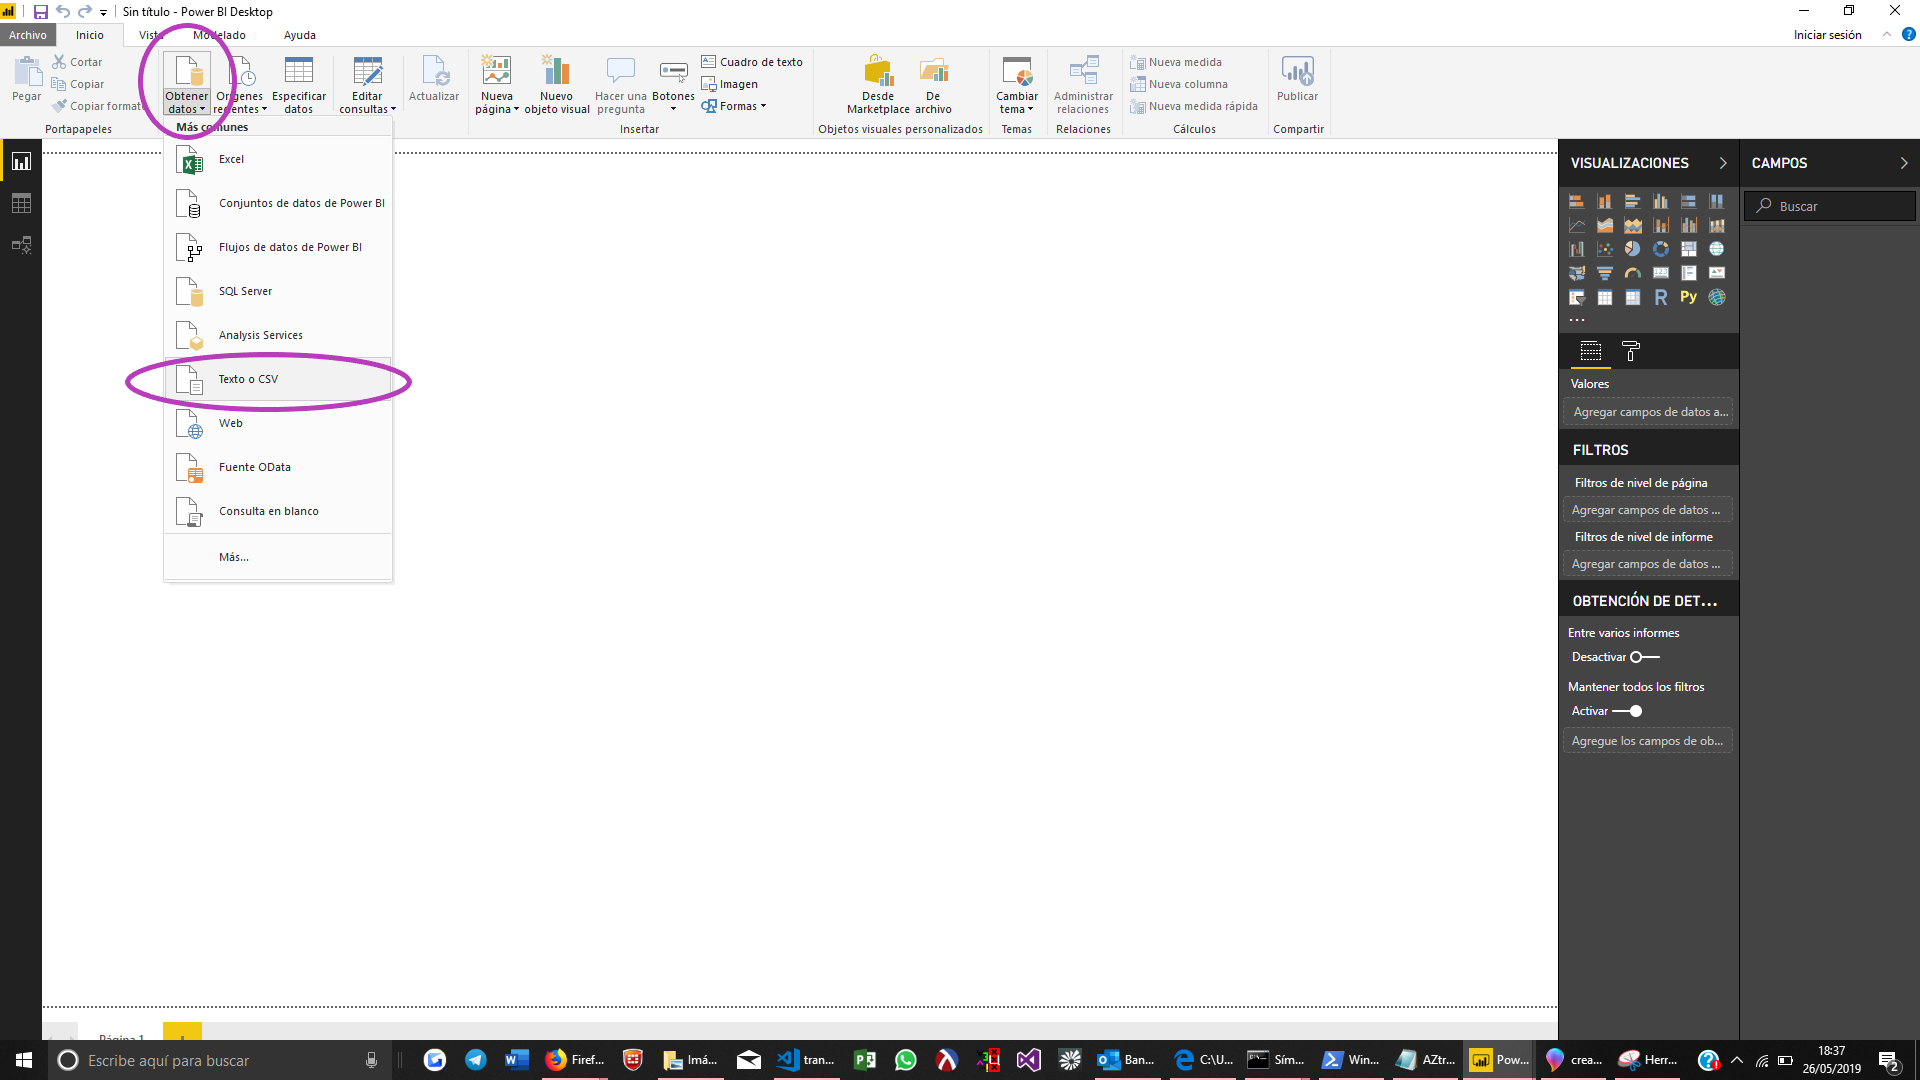 Sin título - Power BI Desktop
Archivo
Inicio
Vista
Modelado
Ayuda
Iniciar sesión
Pegar
Cortar
Copiar
Copiar formato
Portapapeles
Obtener
datos
Orígenes
recientes
Especificar
datos
Editar
consultas
Actualizar
Nueva
página
Nuevo
objeto visual
Hacer una
pregunta
Botones
Cuadro de texto
Imagen
Formas
Insertar
Desde
Marketplace
De
archivo
Objetos visuales personalizados
Cambiar
tema
Temas
Administrar
relaciones
Relaciones
Nueva medida
Nueva columna
Nueva medida rápida
Cálculos
Publicar
Compartir
Más comunes
Excel
Conjuntos de datos de Power BI
Flujos de datos de Power BI
SQL Server
Analysis Services
Texto o CSV
Web
Fuente OData
Consulta en blanco
Más...
VISUALIZACIONES
R
Py
...
Valores
Agregar campos de datos a...
FILTROS
Filtros de nivel de página
Agregar campos de datos ...
Filtros de nivel de informe
Agregar campos de datos ...
OBTENCIÓN DE DET...
Entre varios informes
Desactivar
Mantener todos los filtros
Activar
Agregue los campos de ob...
CAMPOS
Buscar
Página 1
Escribe aquí para buscar
Firef...
Imá...
tran...
Ban...
C:\U...
Sím...
Win...
AZtr...
Pow...
crea...
Herr...
18:37
26/05/2019
2